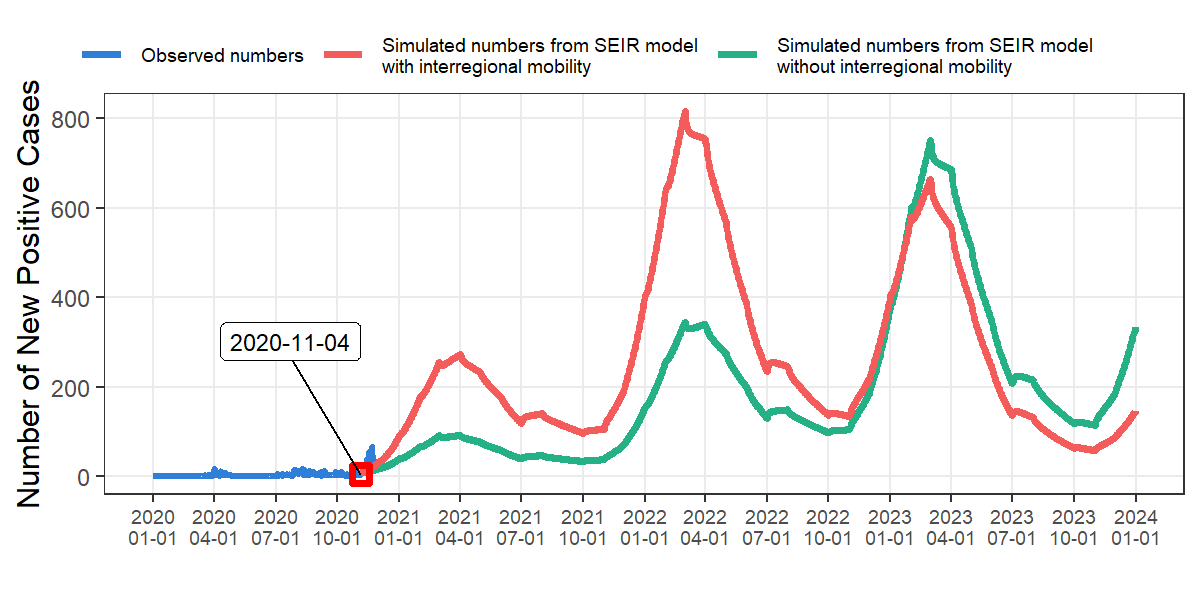 Observed numbers
Simulated numbers from SEIR model
with interregional mobility
Simulated numbers from SEIR model
without interregional mobility
Number of New Positive Cases
800
600
400
200
0
2020-11-04
2020 2020 2020 2020 2021 2021 2021 2021 2022 2022 2022 2022 2023 2023 2023 2023 2024
01-01 04-01 07-01 10-01 01-01 04-01 07-01 10-01 01-01 04-01 07-01 10-01 01-01 04-01 07-01 10-01 01-01